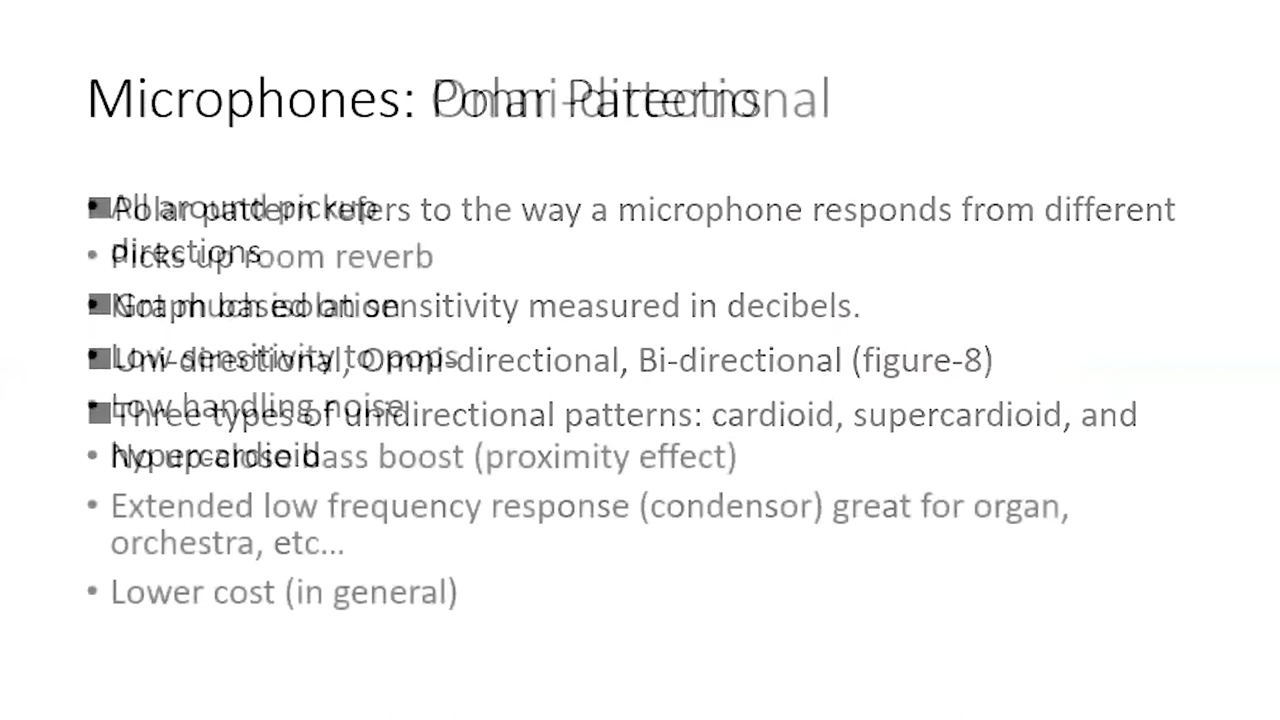 Microphones: Polar Patterns
Polar pattern refers to the way a microphone responds from different
directions
Graph based on sensitivity measured in decibels.
Uni-directional, Omni-directional, Bi-directional (figure-8)
Three types of unidirectional patterns: cardioid, supercardioid, and
hypercardioid
Microphones: Omni-directional
All around pickup
Picks up room reverb
Not much isolation
Low sensitivity to pops
Low handling noise
No up-close bass boost (proximity effect)
Extended low frequency response (condensor) great for organ,
orchestra, etc...
Lower cost (in general)